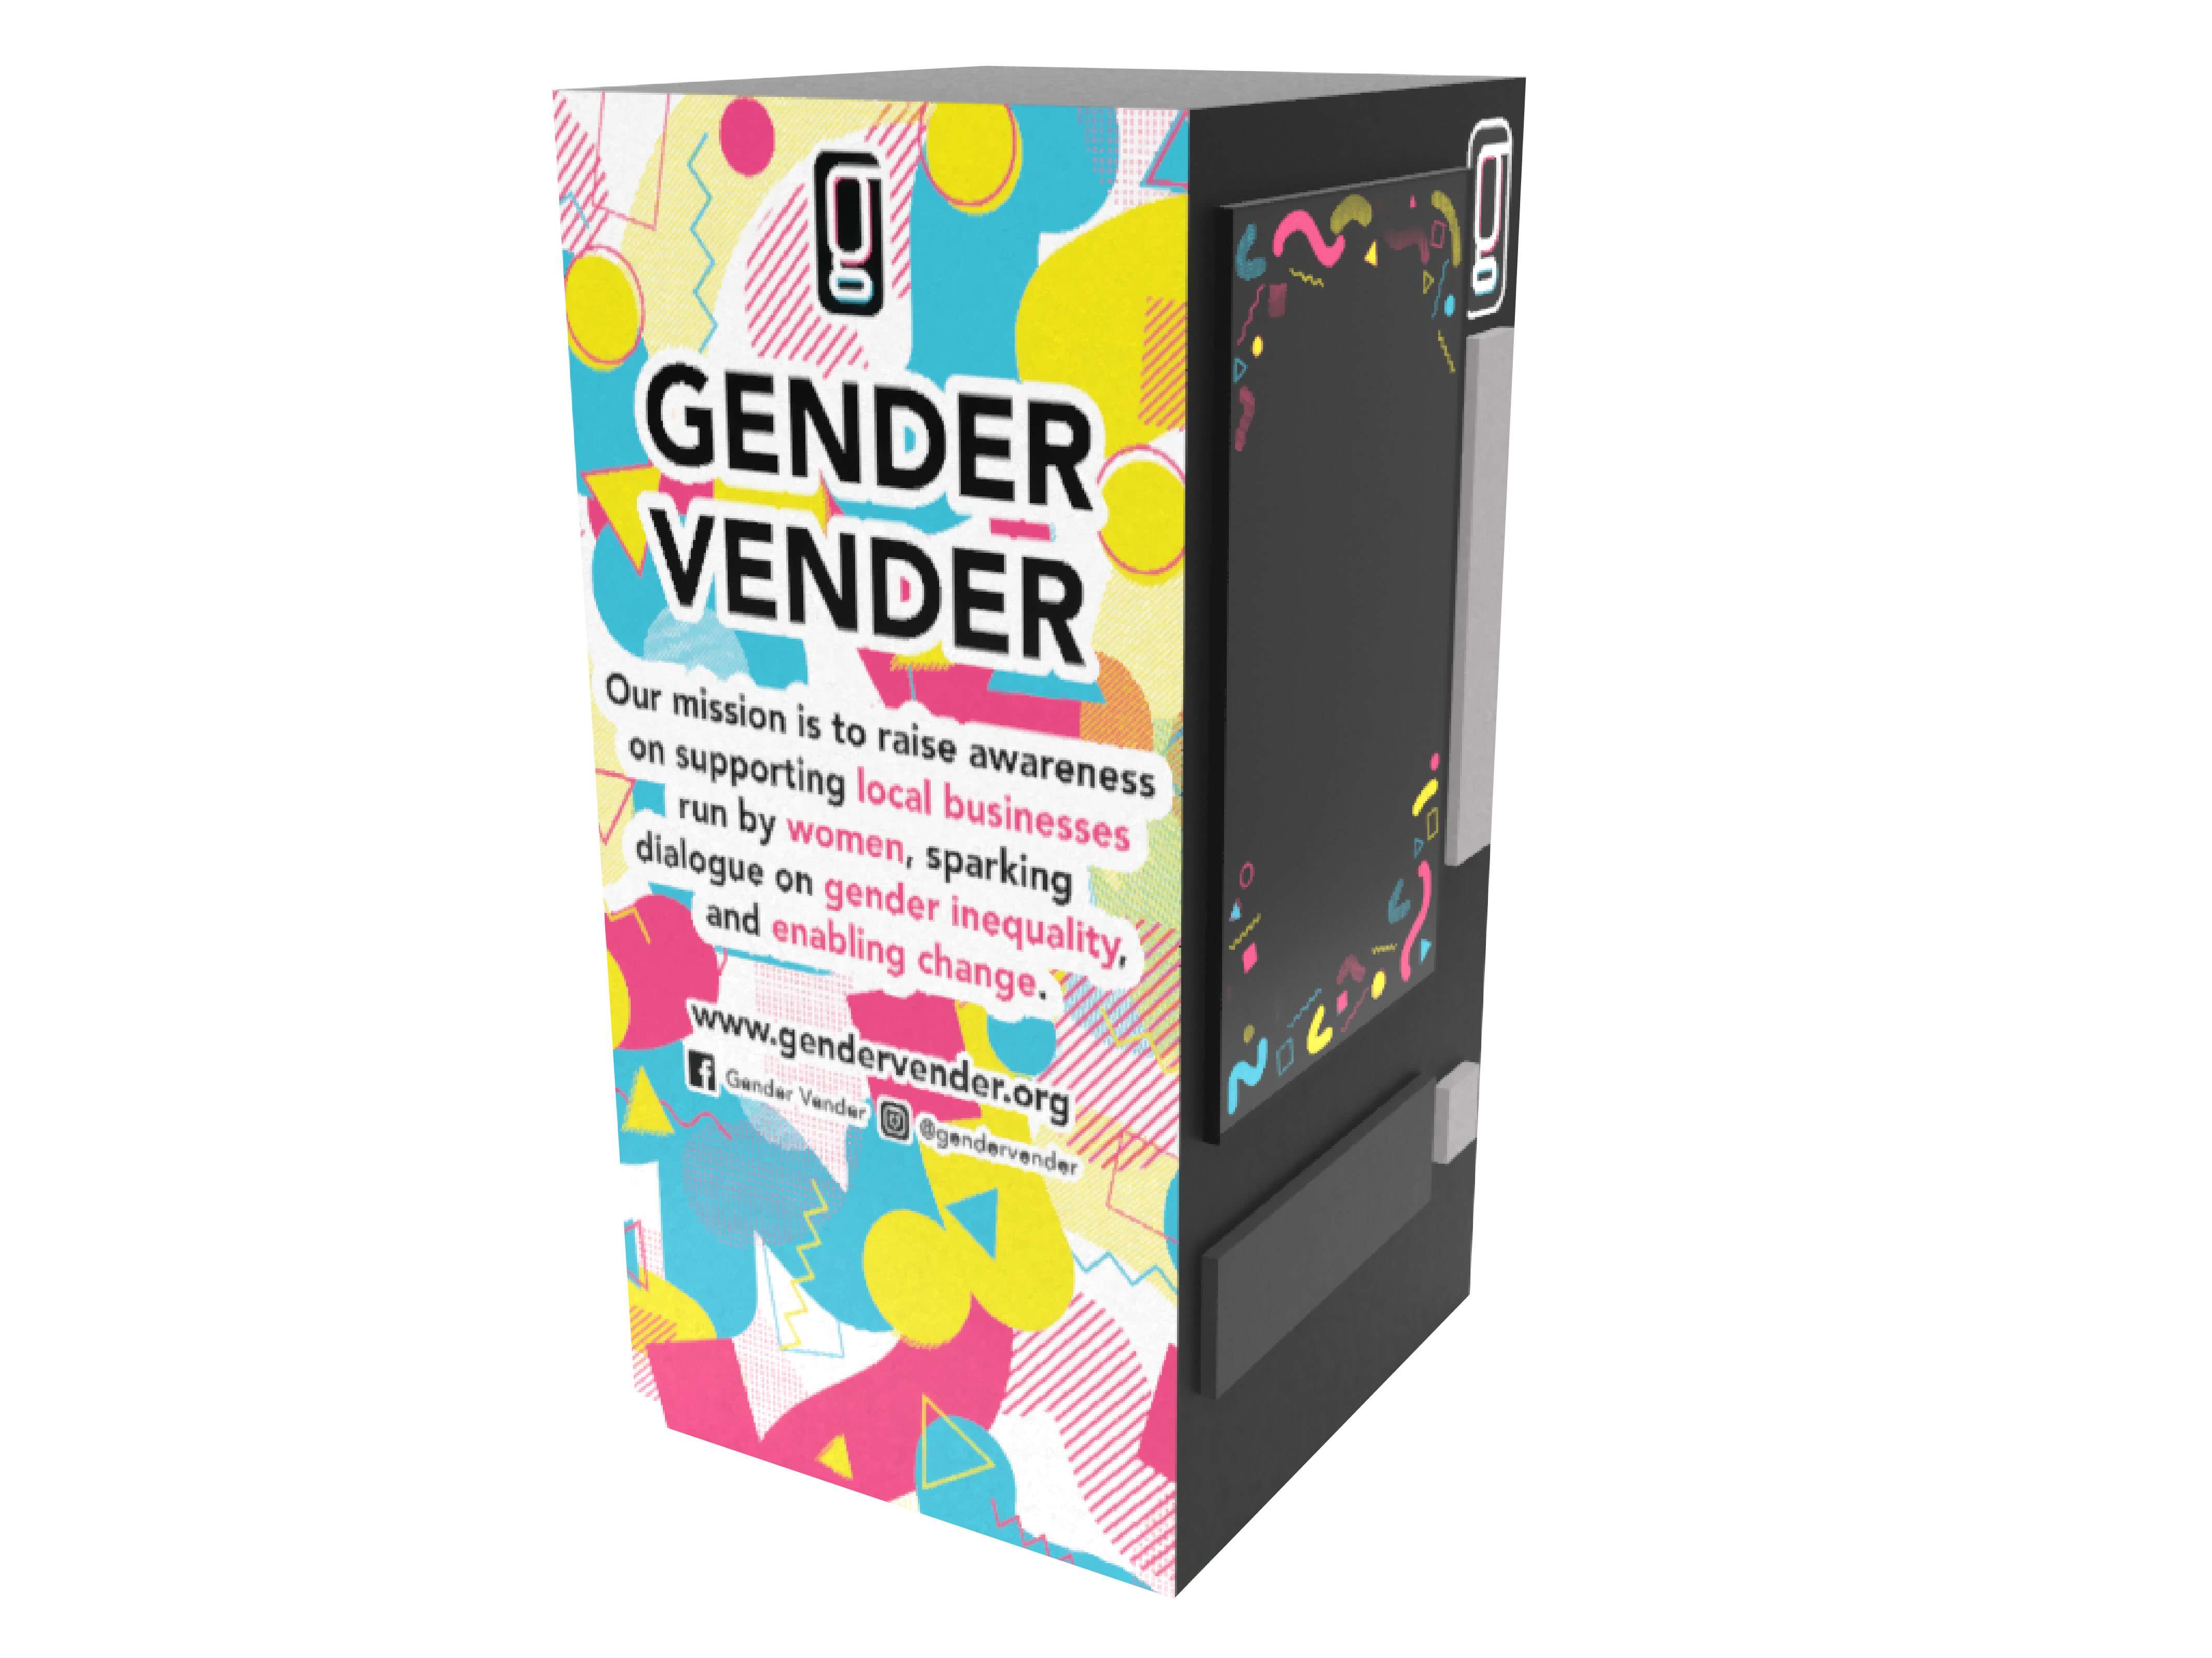 g
GENDER
VENDER
Our mission is to raise awareness
on supporting local businesses
run by women, sparking
dialogue on gender inequality,
and enabling change.
www.gendervender.org
f Gender Vender @gendervender
g